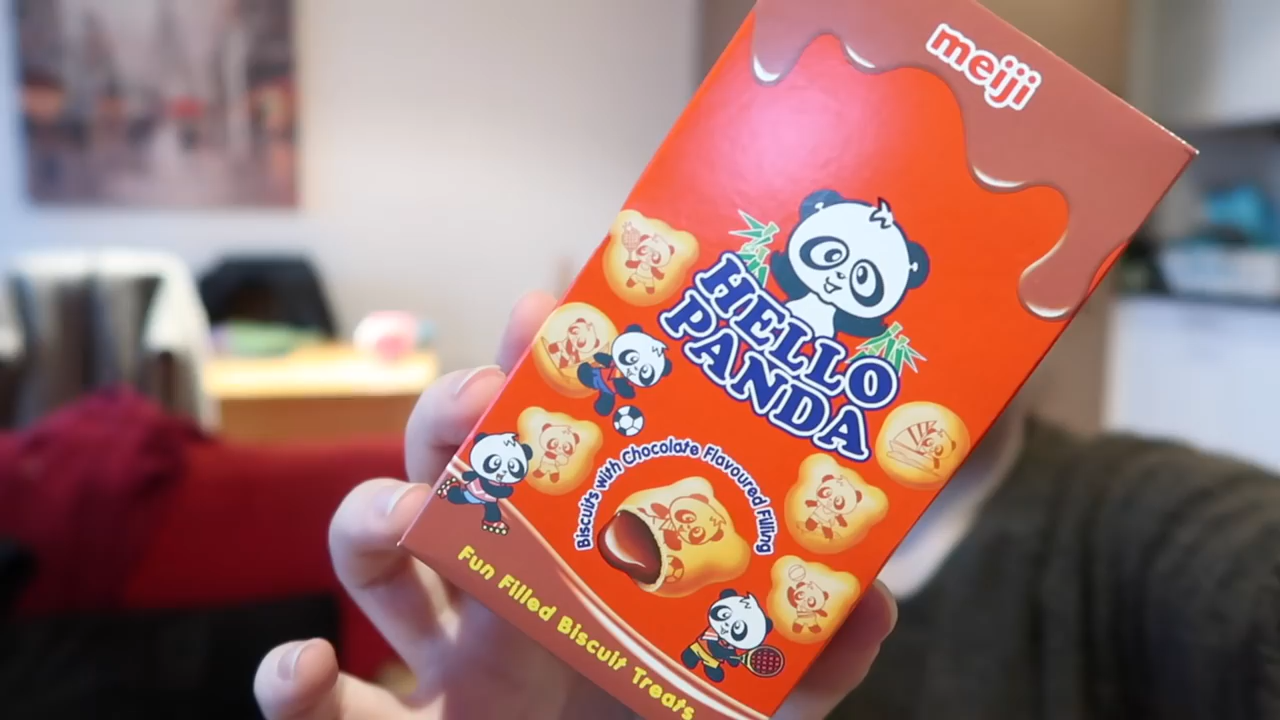 meiji
HELLO
PANDA
Biscuits with Chocolate Flavoured Filling
Fun Filled Biscuit Treats